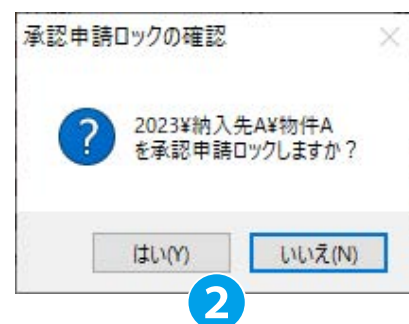 承認申請ロックの確認
?
2023¥納入先A¥物件A
を承認申請ロックしますか？
はい(Y)
いいえ(N)
2